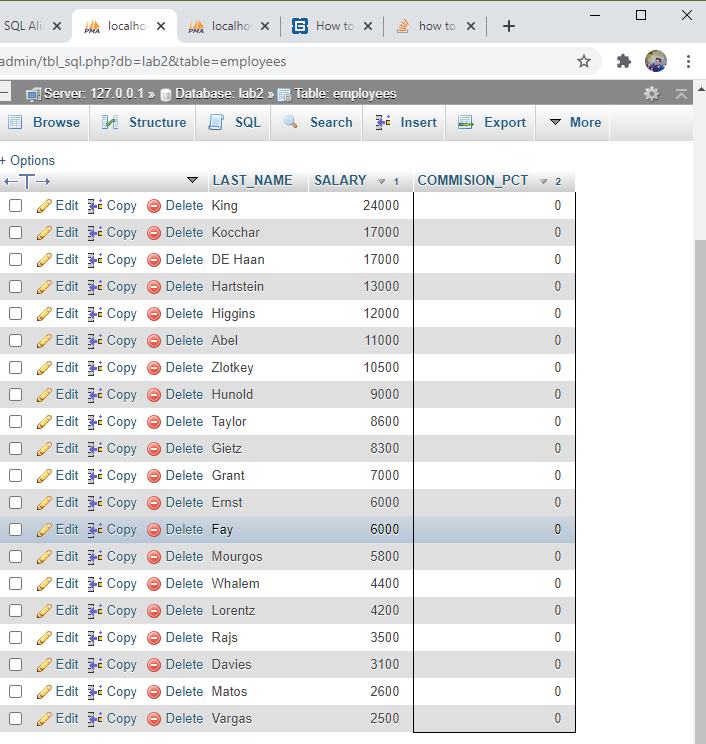 SQL Ali
localho
localho
How to
how to
admin/tbl_sql.php?db=lab2&table=employees
Server: 127.0.0.1 » Database: lab2 » Table: employees
Browse Structure SQL Search Insert Export More
+ Options
LAST_NAME SALARY 1 COMMISION_PCT 2
Edit Copy Delete King 24000 0
Edit Copy Delete Kocchar 17000 0
Edit Copy Delete DE Haan 17000 0
Edit Copy Delete Hartstein 13000 0
Edit Copy Delete Higgins 12000 0
Edit Copy Delete Abel 11000 0
Edit Copy Delete Zlotkey 10500 0
Edit Copy Delete Hunold 9000 0
Edit Copy Delete Taylor 8600 0
Edit Copy Delete Gietz 8300 0
Edit Copy Delete Grant 7000 0
Edit Copy Delete Ernst 6000 0
Edit Copy Delete Fay 6000 0
Edit Copy Delete Mourgos 5800 0
Edit Copy Delete Whalem 4400 0
Edit Copy Delete Lorentz 4200 0
Edit Copy Delete Rajs 3500 0
Edit Copy Delete Davies 3100 0
Edit Copy Delete Matos 2600 0
Edit Copy Delete Vargas 2500 0